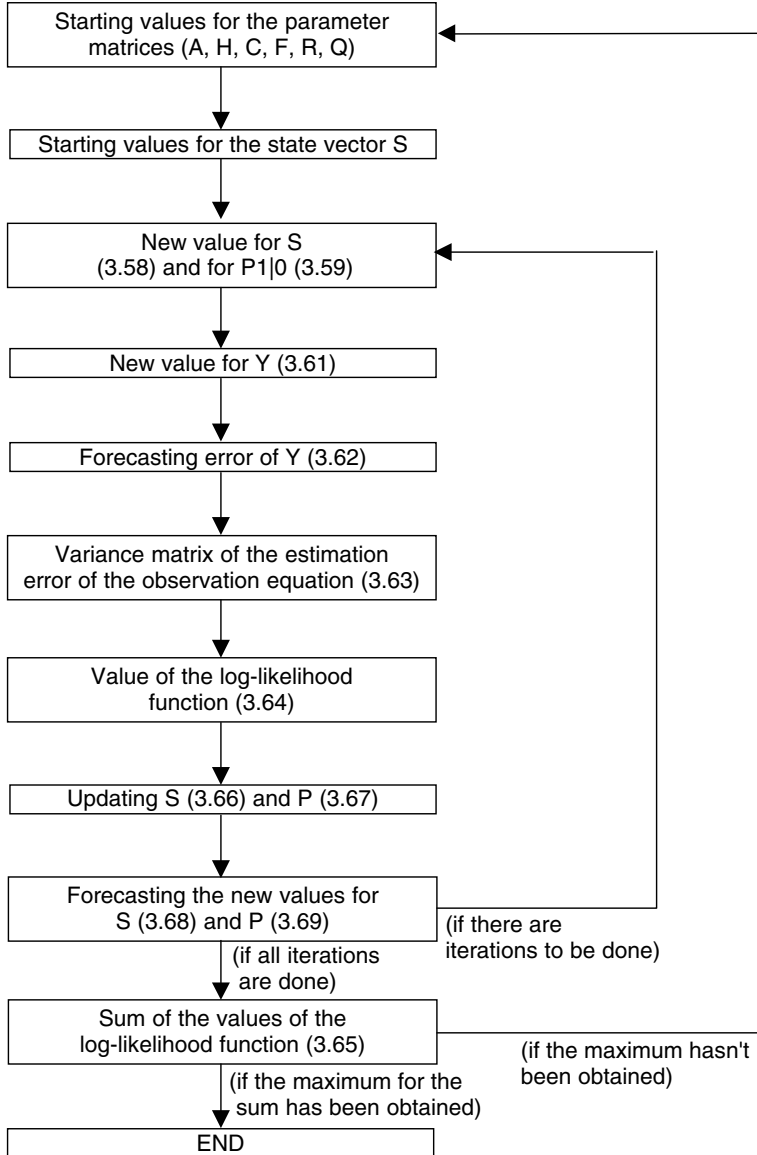 Starting values for the parameter
matrices (A, H, C, F, R, Q)
Starting values for the state vector S
New value for S
(3.58) and for P1|0 (3.59)
New value for Y (3.61)
Forecasting error of Y (3.62)
Variance matrix of the estimation
error of the observation equation (3.63)
Value of the log-likelihood
function (3.64)
Updating S (3.66) and P (3.67)
Forecasting the new values for
S (3.68) and P (3.69)
(if there are
iterations to be done)
(if all iterations
are done)
Sum of the values of the
log-likelihood function (3.65)
(if the maximum hasn't
been obtained)
(if the maximum for the
sum has been obtained)
END